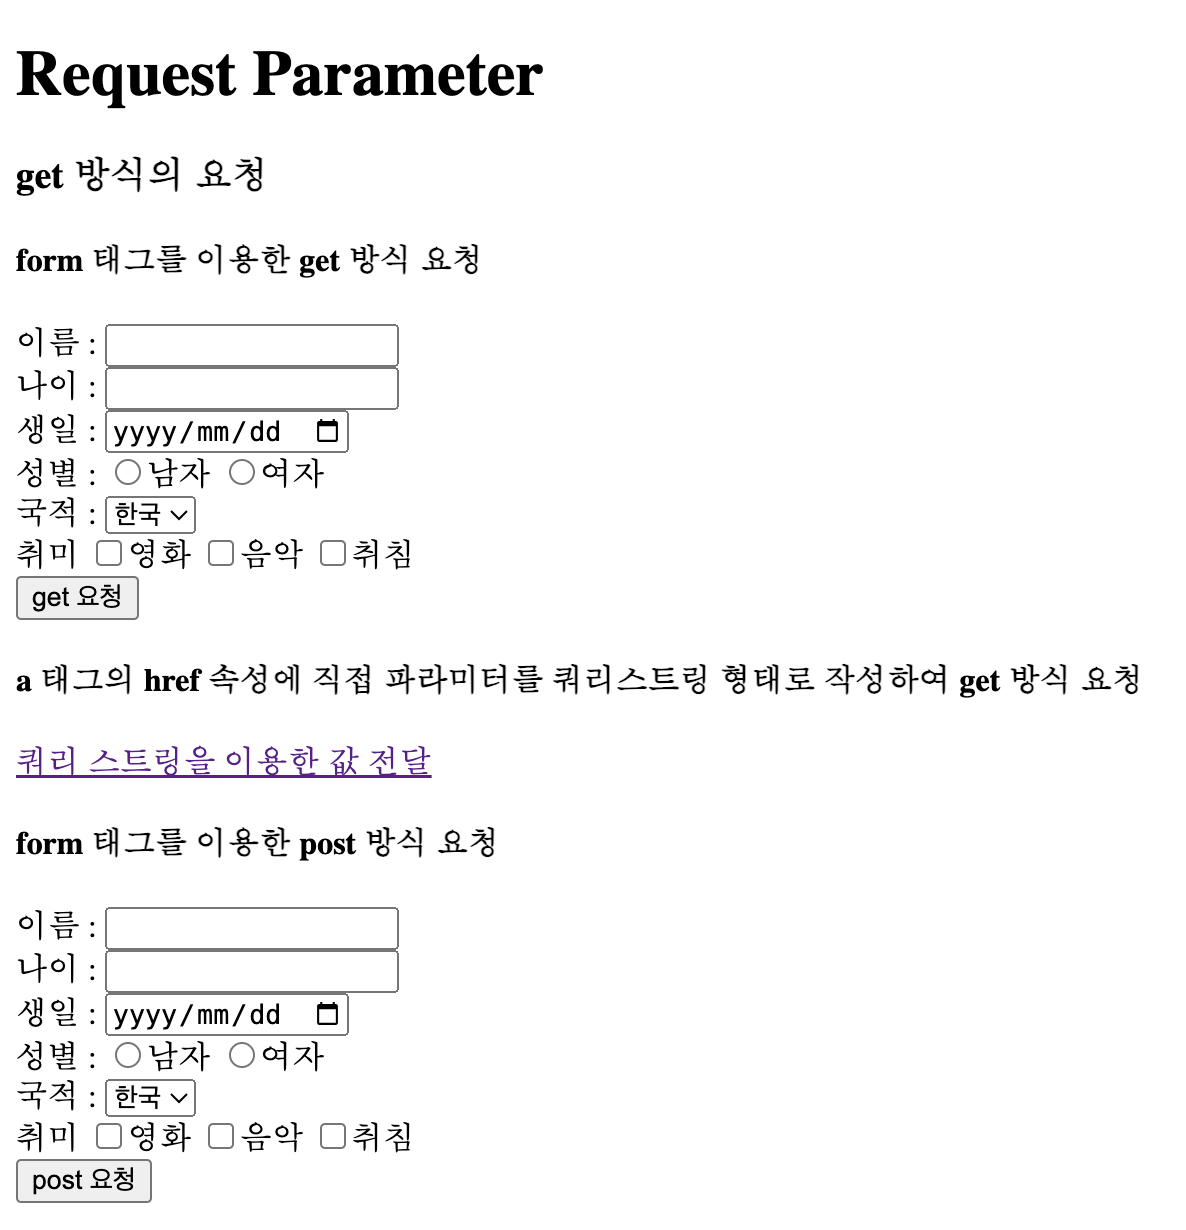 Request Parameter
get 방식의 요청
form 태그를 이용한 get 방식 요청
이름 :
나이 :
생일 : yyyy/mm/dd
성별 : 남자 여자
국적 : 한국
취미 영화 음악 취침
get 요청
a 태그의 href 속성에 직접 파라미터를 쿼리스트링 형태로 작성하여 get 방식 요청
쿼리 스트링을 이용한 값 전달
form 태그를 이용한 post 방식 요청
이름 :
나이 :
생일 : yyyy/mm/dd
성별 : 남자 여자
국적 : 한국
취미 영화 음악 취침
post 요청